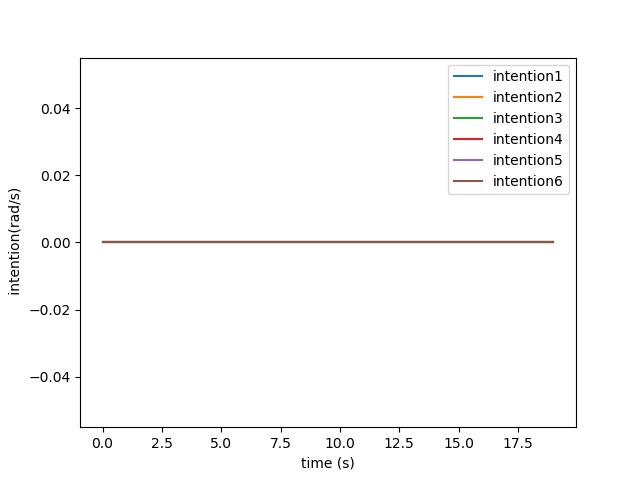 intention1
intention2
intention3
intention4
intention5
intention6
0.04
0.02
0.00
−0.02
−0.04
intention(rad/s)
0.0 2.5 5.0 7.5 10.0 12.5 15.0 17.5
time (s)